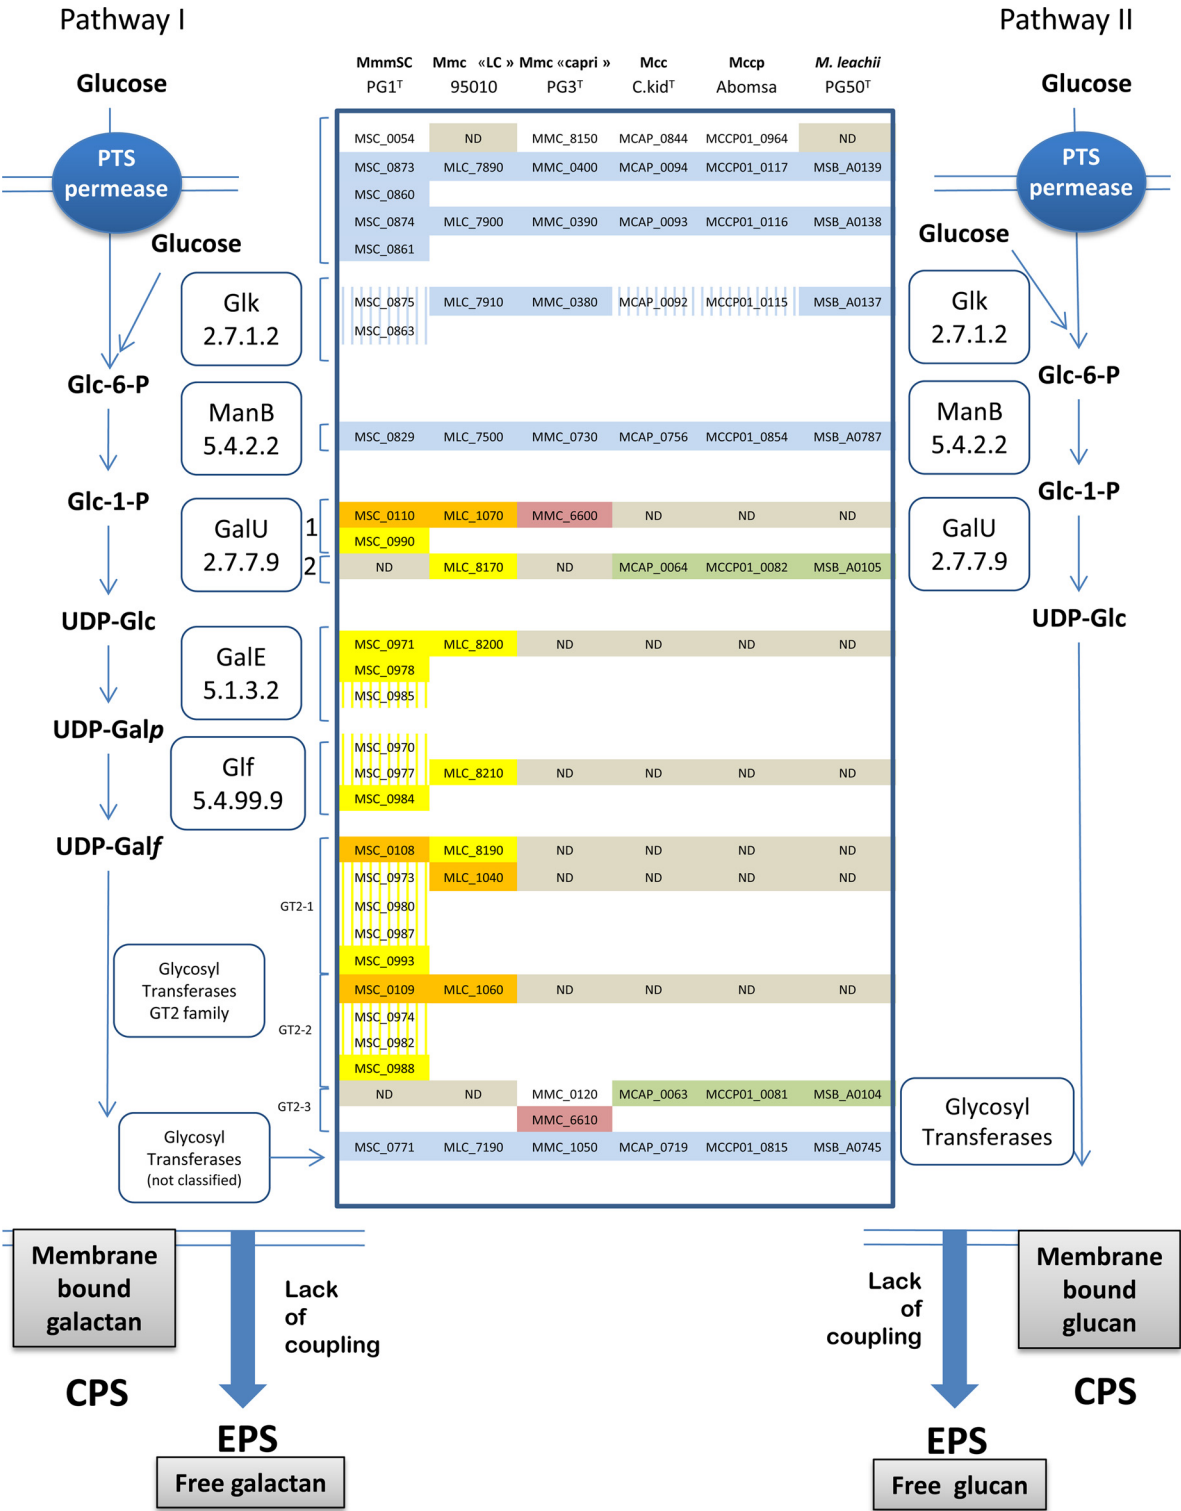 Pathway I
Pathway II
MmmSC Mmc «LC » Mmc «capri » Mcc Mccp M. leachii
PG1ᵀ 95010 PG3ᵀ C.kidᵀ Abomsa PG50ᵀ
Glucose
Glucose
PTS
permease
PTS
permease
MSC_0054 ND MMC_8150 MCAP_0844 MCCP01_0964 ND
MSC_0873 MLC_7890 MMC_0400 MCAP_0094 MCCP01_0117 MSB_A0139
MSC_0860
MSC_0874 MLC_7900 MMC_0390 MCAP_0093 MCCP01_0116 MSB_A0138
MSC_0861
Glucose
Glucose
Glk
2.7.1.2
MSC_0875 MLC_7910 MMC_0380 MCAP_0092 MCCP01_0115 MSB_A0137
MSC_0863
Glk
2.7.1.2
Glc-6-P
Glc-6-P
ManB
5.4.2.2
MSC_0829 MLC_7500 MMC_0730 MCAP_0756 MCCP01_0854 MSB_A0787
ManB
5.4.2.2
Glc-1-P
Glc-1-P
GalU
2.7.7.9
1
MSC_0110 MLC_1070 MMC_6600 ND ND ND
MSC_0990
2
ND MLC_8170 ND MCAP_0064 MCCP01_0082 MSB_A0105
GalU
2.7.7.9
UDP-Glc
UDP-Glc
GalE
5.1.3.2
MSC_0971 MLC_8200 ND ND ND ND
MSC_0978
MSC_0985
UDP-Galp
Glf
5.4.99.9
MSC_0970
MSC_0977 MLC_8210 ND ND ND ND
MSC_0984
UDP-Galf
GT2-1
MSC_0108 MLC_8190 ND ND ND ND
MSC_0973 MLC_1040 ND ND ND ND
MSC_0980
MSC_0987
MSC_0993
Glycosyl
Transferases
GT2 family
GT2-2
MSC_0109 MLC_1060 ND ND ND ND
MSC_0974
MSC_0982
MSC_0988
GT2-3
ND ND MMC_0120 MCAP_0063 MCCP01_0081 MSB_A0104
MMC_6610
Glycosyl
Transferases
(not classified)
MSC_0771 MLC_7190 MMC_1050 MCAP_0719 MCCP01_0815 MSB_A0745
Glycosyl
Transferases
Membrane
bound
galactan
Lack
of
coupling
CPS
EPS
Free galactan
Lack
of
coupling
Membrane
bound
glucan
CPS
EPS
Free glucan